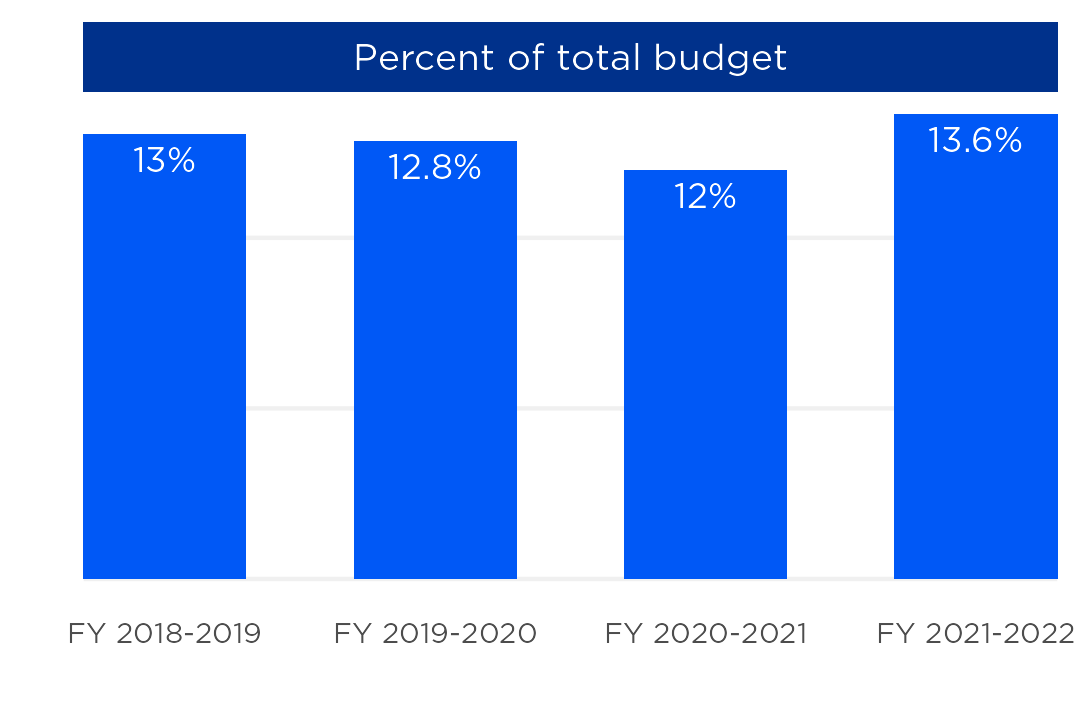 Percent of total budget
13%
12.8%
12%
13.6%
FY 2018-2019
FY 2019-2020
FY 2020-2021
FY 2021-2022